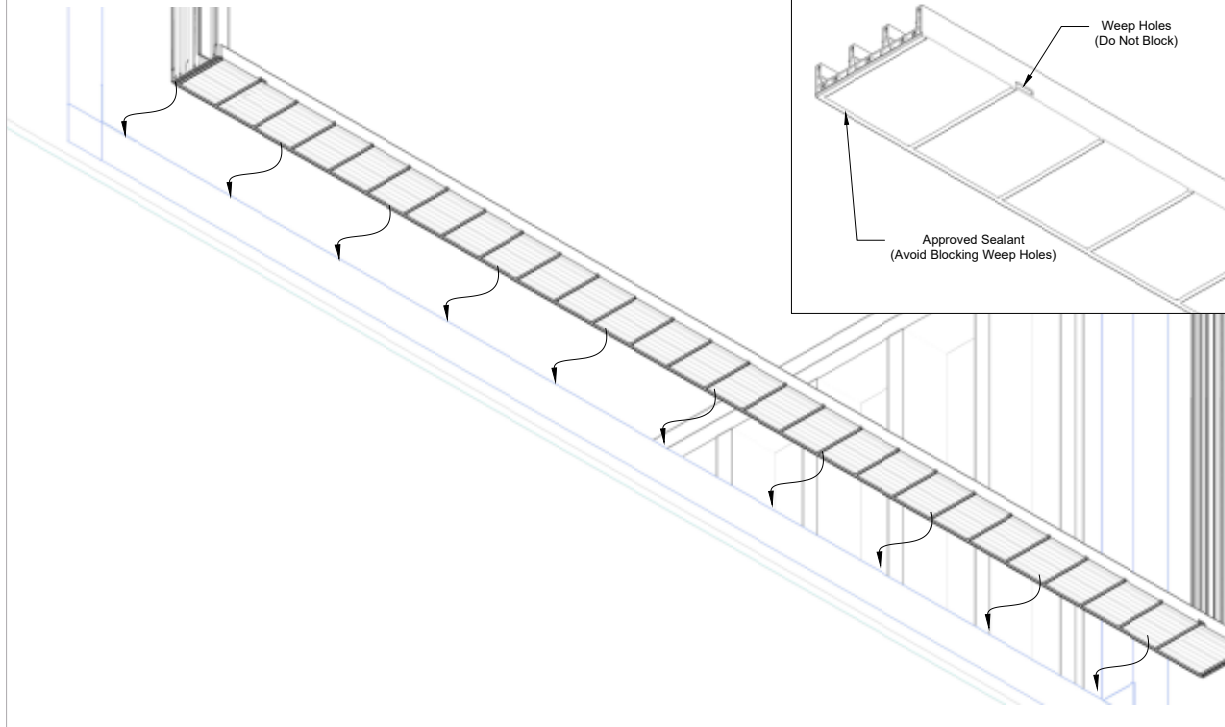 Weep Holes
(Do Not Block)
Approved Sealant
(Avoid Blocking Weep Holes)